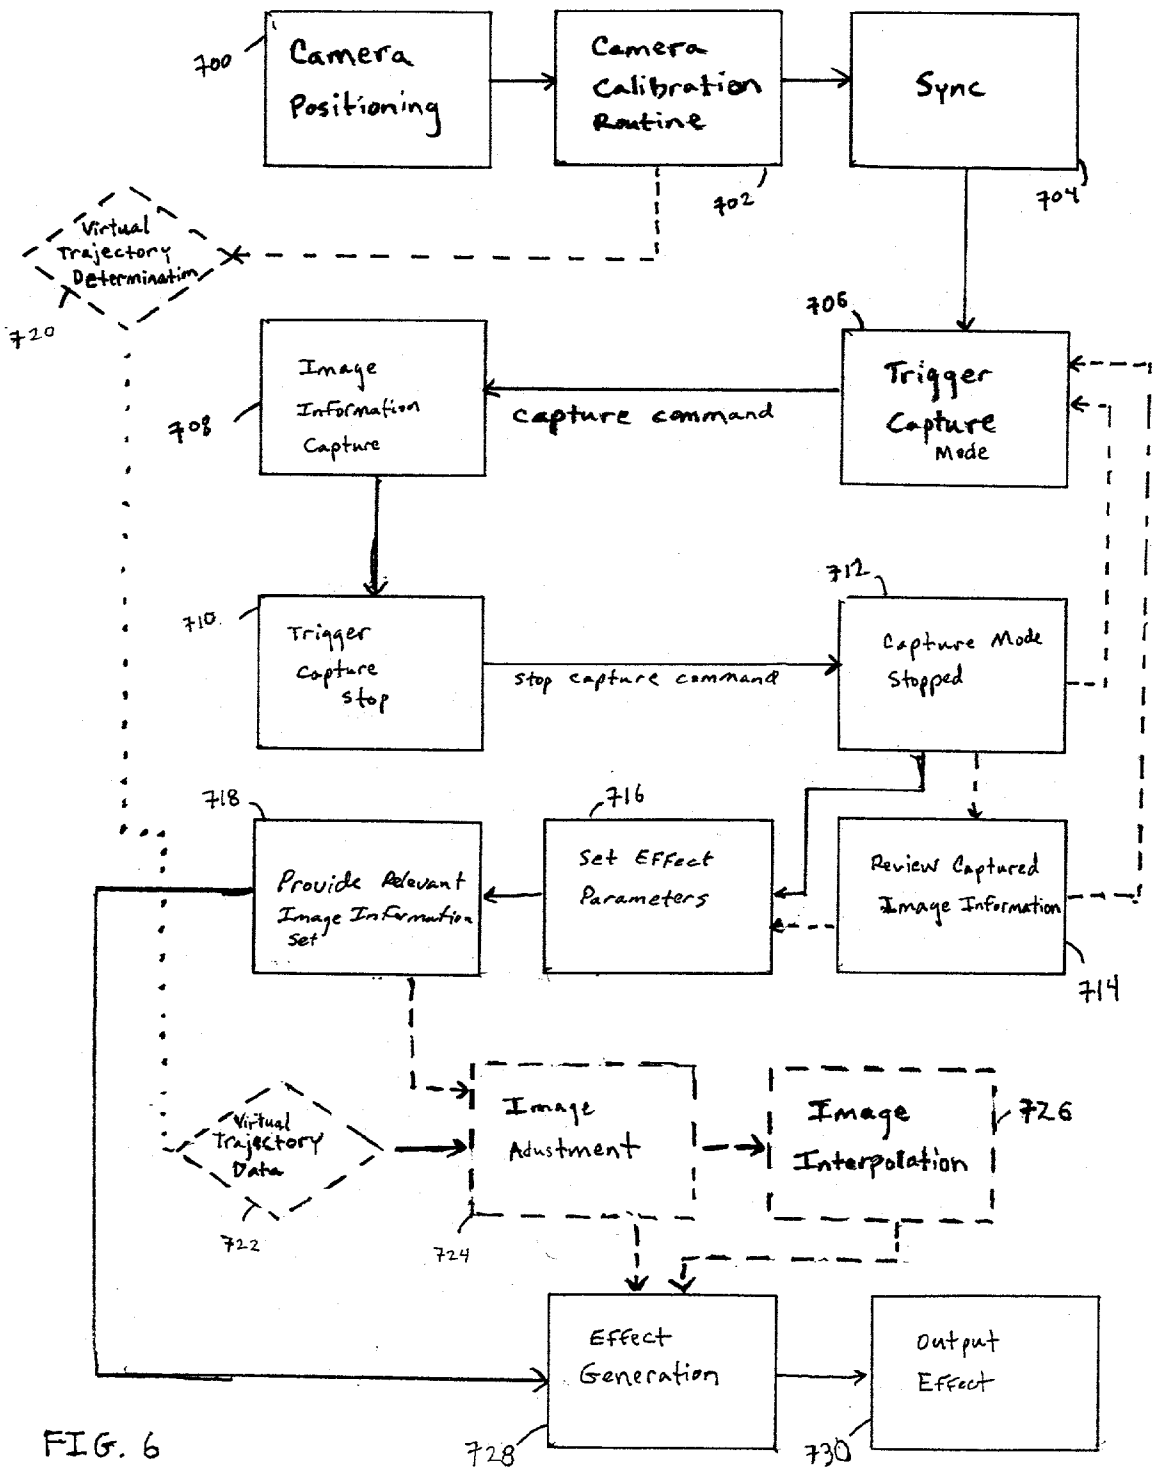 700
Camera
Positioning
Camera
Calibration
Routine
702
Sync
704
Virtual
Trajectory
Determination
720
706
Trigger
Capture
Mode
capture command
Image
Information
Capture
708
710
Trigger
Capture
Stop
stop capture command
712
Capture Mode
Stopped
718
Provide Relevant
Image Information
Set
716
Set Effect
Parameters
Review Captured
Image Information
714
Virtual
Trajectory
Data
722
Image
Adustment
724
Image
Interpolation
726
Effect
Generation
728
Output
Effect
730
FIG. 6